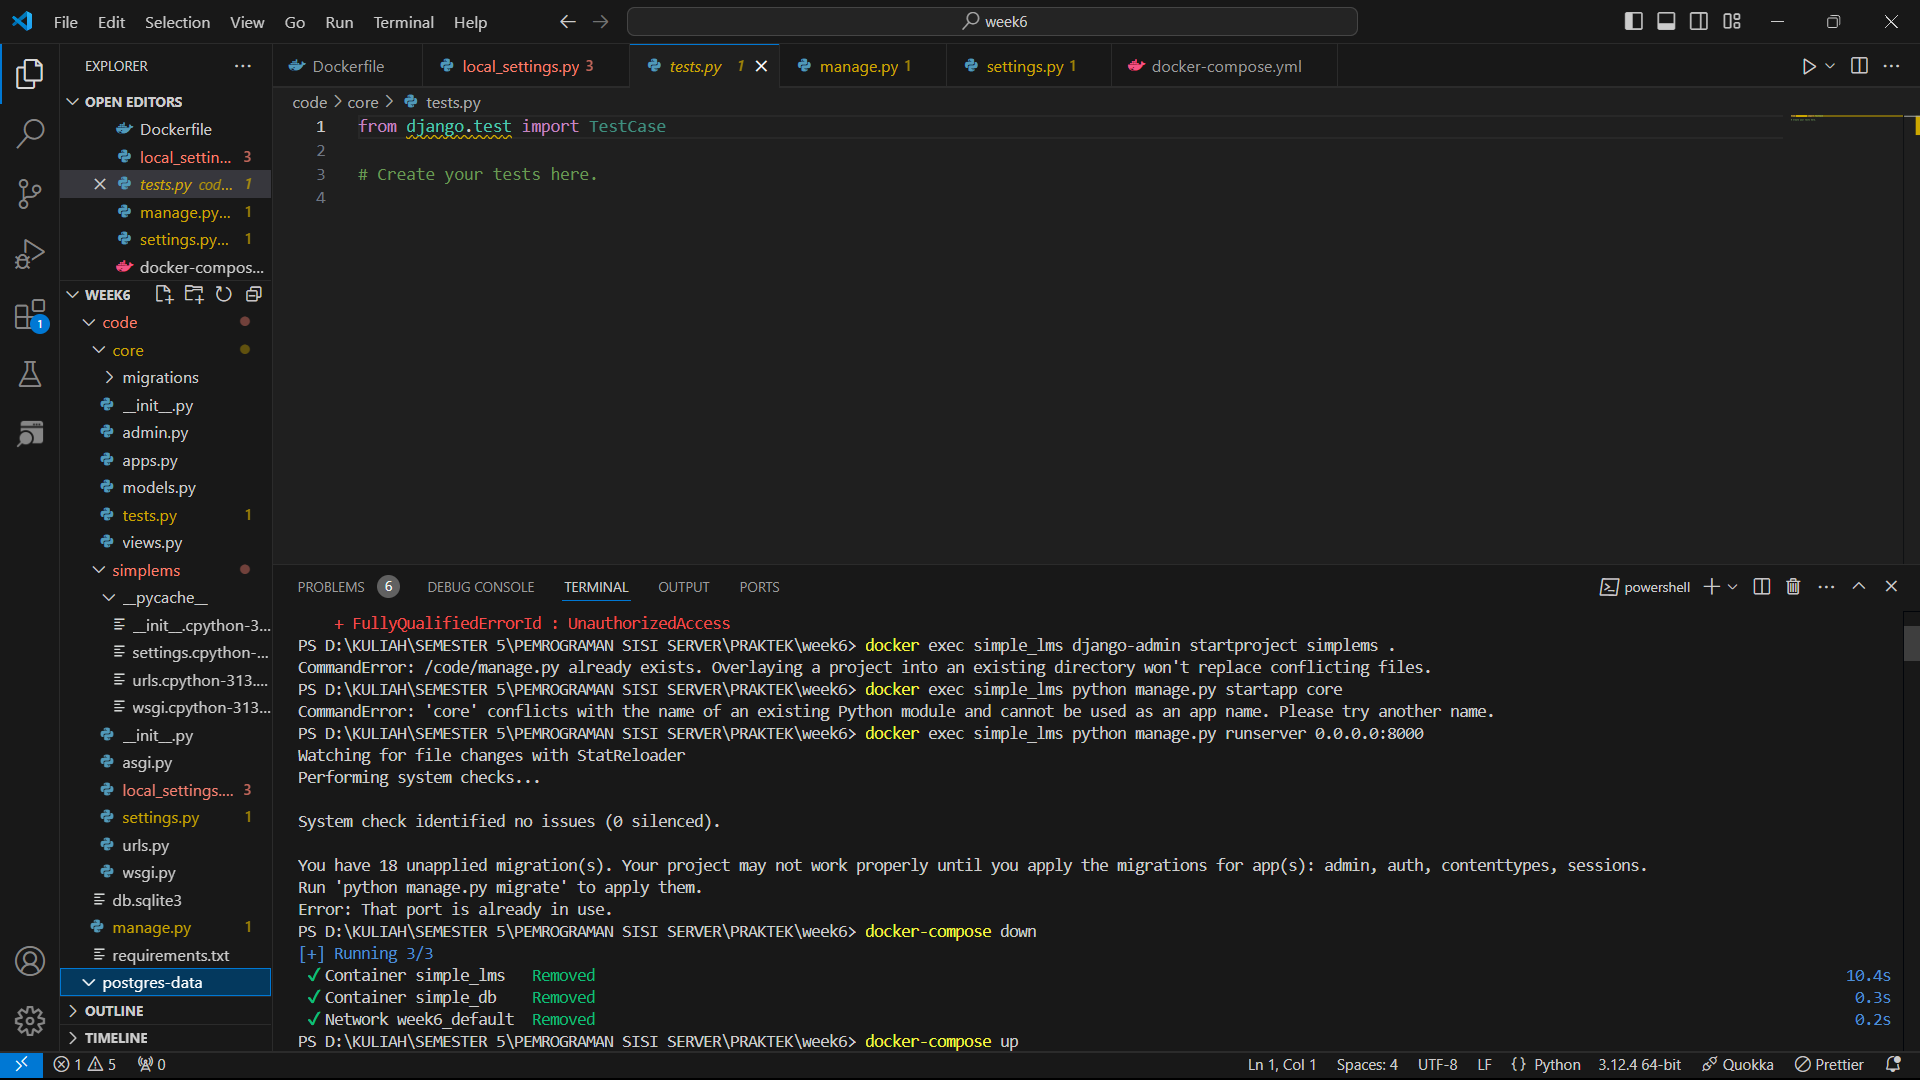 File Edit Selection View Go Run Terminal Help
week6
EXPLORER
OPEN EDITORS
Dockerfile
local_settin... 3
tests.py cod... 1
manage.py... 1
settings.py... 1
docker-compos...
WEEK6
code
core
migrations
__init__.py
admin.py
apps.py
models.py
tests.py 1
views.py
simplems
__pycache__
__init__.cpython-3...
settings.cpython-...
urls.cpython-313....
wsgi.cpython-313...
__init__.py
asgi.py
local_settings.... 3
settings.py 1
urls.py
wsgi.py
db.sqlite3
manage.py 1
requirements.txt
postgres-data
OUTLINE
TIMELINE
1
Dockerfile local_settings.py 3 tests.py 1 manage.py 1 settings.py 1 docker-compose.yml
code > core > tests.py
1 from django.test import TestCase
2
3 # Create your tests here.
4
PROBLEMS 6 DEBUG CONSOLE TERMINAL OUTPUT PORTS powershell
+ FullyQualifiedErrorId : UnauthorizedAccess
PS D:\KULIAH\SEMESTER 5\PEMROGRAMAN SISI SERVER\PRAKTEK\week6> docker exec simple_lms django-admin startproject simplems .
CommandError: /code/manage.py already exists. Overlaying a project into an existing directory won't replace conflicting files.
PS D:\KULIAH\SEMESTER 5\PEMROGRAMAN SISI SERVER\PRAKTEK\week6> docker exec simple_lms python manage.py startapp core
CommandError: 'core' conflicts with the name of an existing Python module and cannot be used as an app name. Please try another name.
PS D:\KULIAH\SEMESTER 5\PEMROGRAMAN SISI SERVER\PRAKTEK\week6> docker exec simple_lms python manage.py runserver 0.0.0.0:8000
Watching for file changes with StatReloader
Performing system checks...
System check identified no issues (0 silenced).
You have 18 unapplied migration(s). Your project may not work properly until you apply the migrations for app(s): admin, auth, contenttypes, sessions.
Run 'python manage.py migrate' to apply them.
Error: That port is already in use.
PS D:\KULIAH\SEMESTER 5\PEMROGRAMAN SISI SERVER\PRAKTEK\week6> docker-compose down
[+] Running 3/3
✓ Container simple_lms Removed 10.4s
✓ Container simple_db Removed 0.3s
✓ Network week6_default Removed 0.2s
PS D:\KULIAH\SEMESTER 5\PEMROGRAMAN SISI SERVER\PRAKTEK\week6> docker-compose up
1 5 0 Ln 1, Col 1 Spaces: 4 UTF-8 LF {} Python 3.12.4 64-bit Quokka Prettier